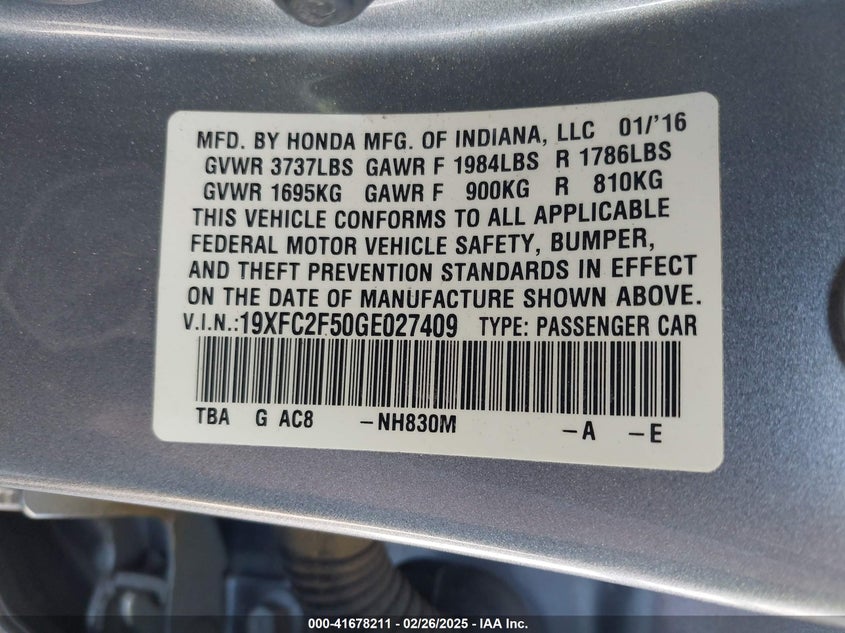 MFD. BY HONDA MFG. OF INDIANA, LLC 01/'16
GVWR 3737LBS GAWR F 1984LBS R 1786LBS
GVWR 1695KG GAWR F 900KG R 810KG
THIS VEHICLE CONFORMS TO ALL APPLICABLE
FEDERAL MOTOR VEHICLE SAFETY, BUMPER,
AND THEFT PREVENTION STANDARDS IN EFFECT
ON THE DATE OF MANUFACTURE SHOWN ABOVE.
V.I.N.:19XFC2F50GE027409 TYPE: PASSENGER CAR
TBA G AC8 -NH830M -A -E
000-41678211 - 02/26/2025 - IAA Inc.